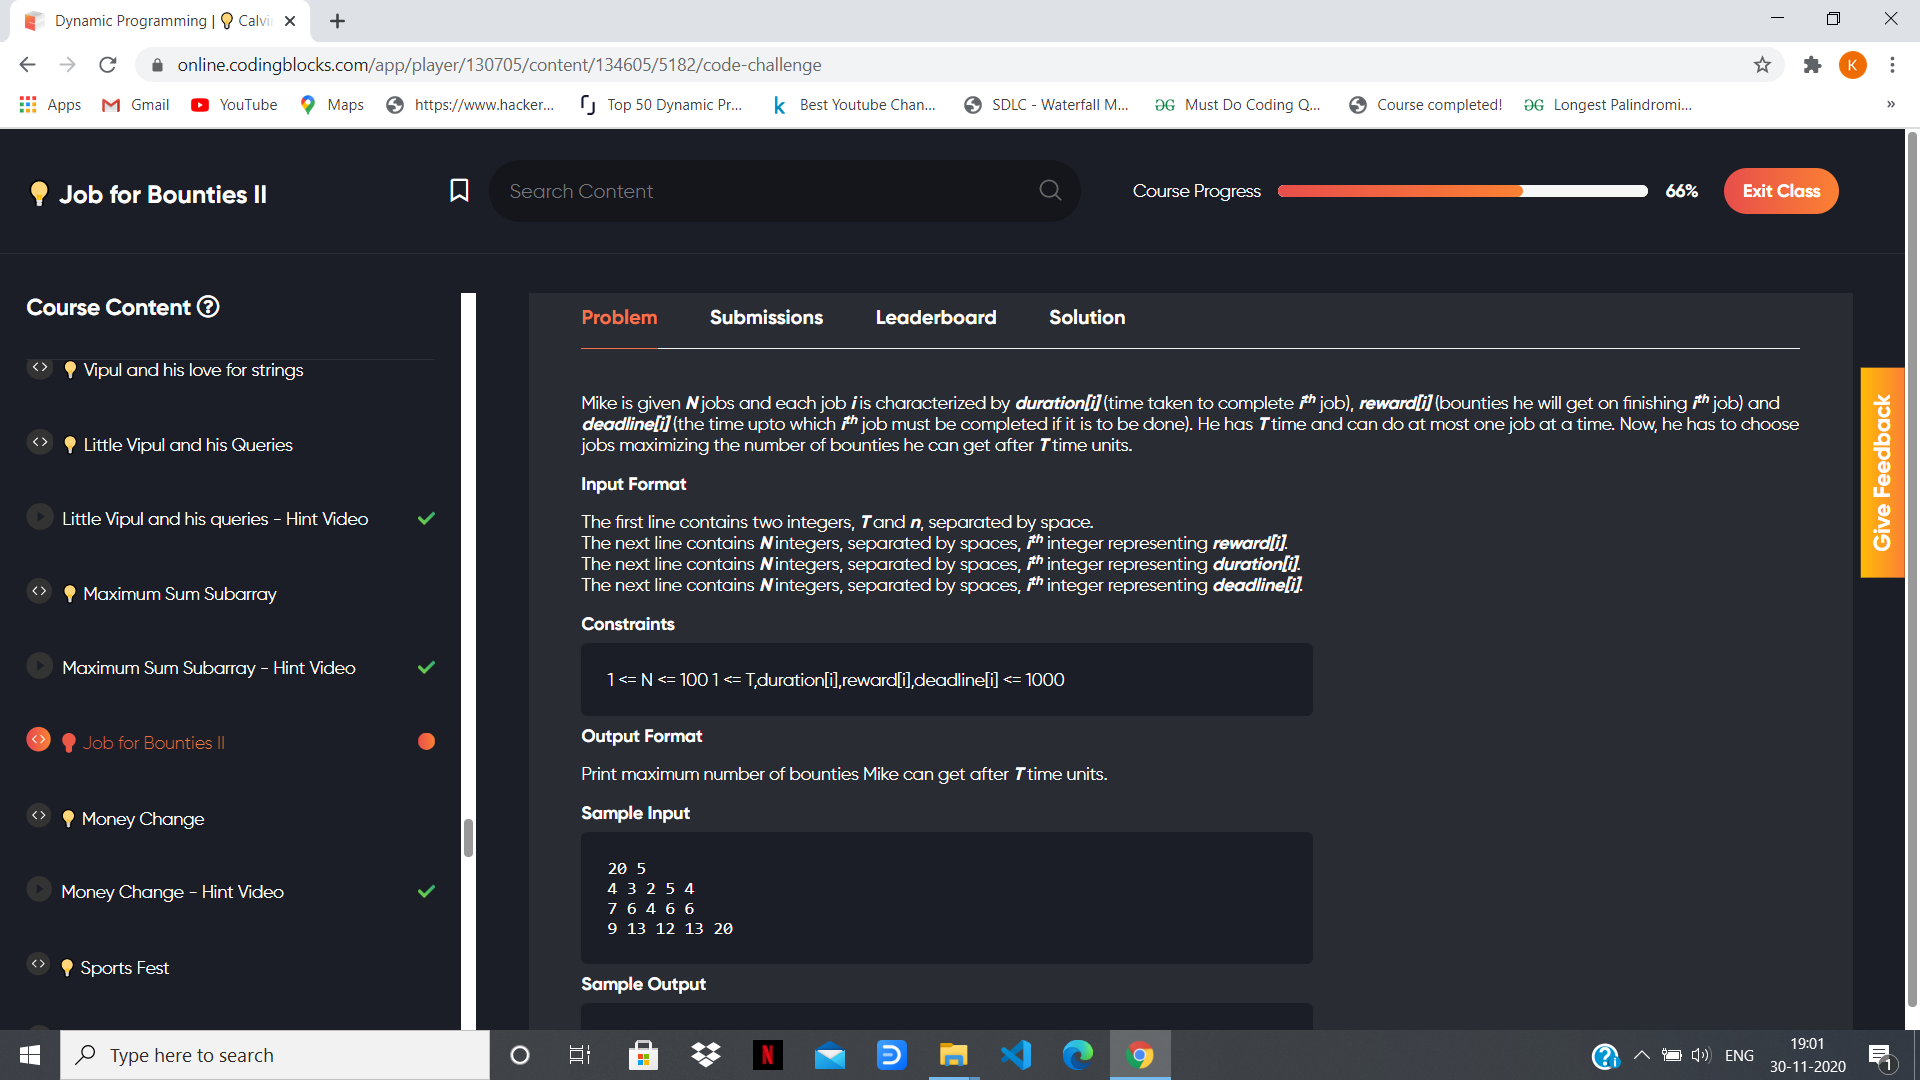 Dynamic Programming | Calvi
online.codingblocks.com/app/player/130705/content/134605/5182/code-challenge
K
Apps Gmail YouTube Maps https://www.hacker... Top 50 Dynamic Pr... Best Youtube Chan... SDLC - Waterfall M... Must Do Coding Q... Course completed! Longest Palindromi... »
Job for Bounties II
Search Content
Course Progress 66% Exit Class
Course Content
Vipul and his love for strings
Little Vipul and his Queries
Little Vipul and his queries - Hint Video
Maximum Sum Subarray
Maximum Sum Subarray - Hint Video
Job for Bounties II
Money Change
Money Change - Hint Video
Sports Fest
Problem Submissions Leaderboard Solution
Mike is given N jobs and each job i is characterized by duration[i] (time taken to complete ith job), reward[i] (bounties he will get on finishing ith job) and
deadline[i] (the time upto which ith job must be completed if it is to be done). He has T time and can do at most one job at a time. Now, he has to choose
jobs maximizing the number of bounties he can get after T time units.
Input Format
The first line contains two integers, T and n, separated by space.
The next line contains N integers, separated by spaces, ith integer representing reward[i].
The next line contains N integers, separated by spaces, ith integer representing duration[i].
The next line contains N integers, separated by spaces, ith integer representing deadline[i].
Constraints
1 <= N <= 100 1 <= T,duration[i],reward[i],deadline[i] <= 1000
Output Format
Print maximum number of bounties Mike can get after T time units.
Sample Input
20 5
4 3 2 5 4
7 6 4 6 6
9 13 12 13 20
Sample Output
Give Feedback
Type here to search
ENG
19:01
30-11-2020
1